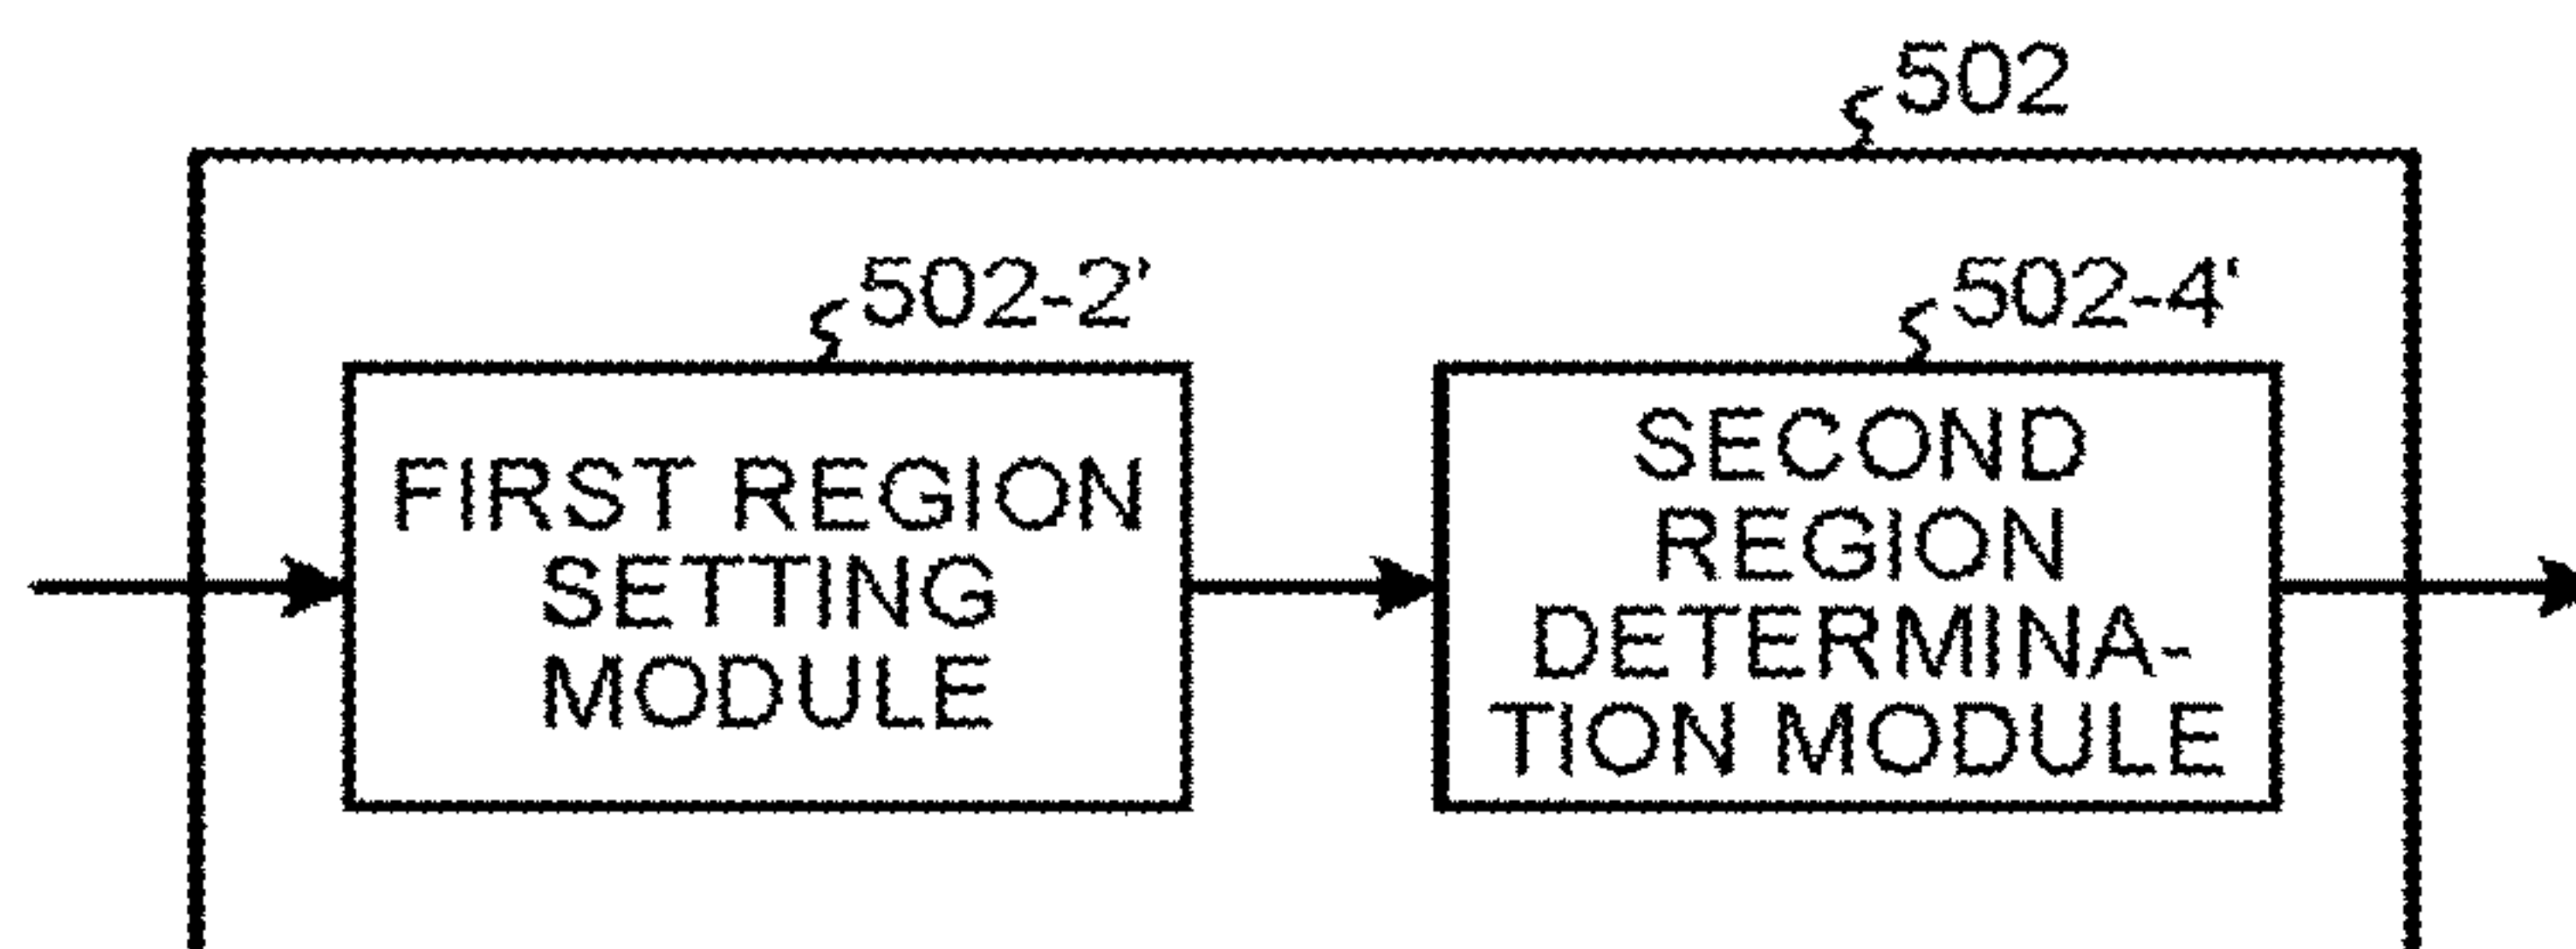 502
502-2'
502-4'
FIRST REGION
SETTING
MODULE
SECOND
REGION
DETERMINA-
TION MODULE